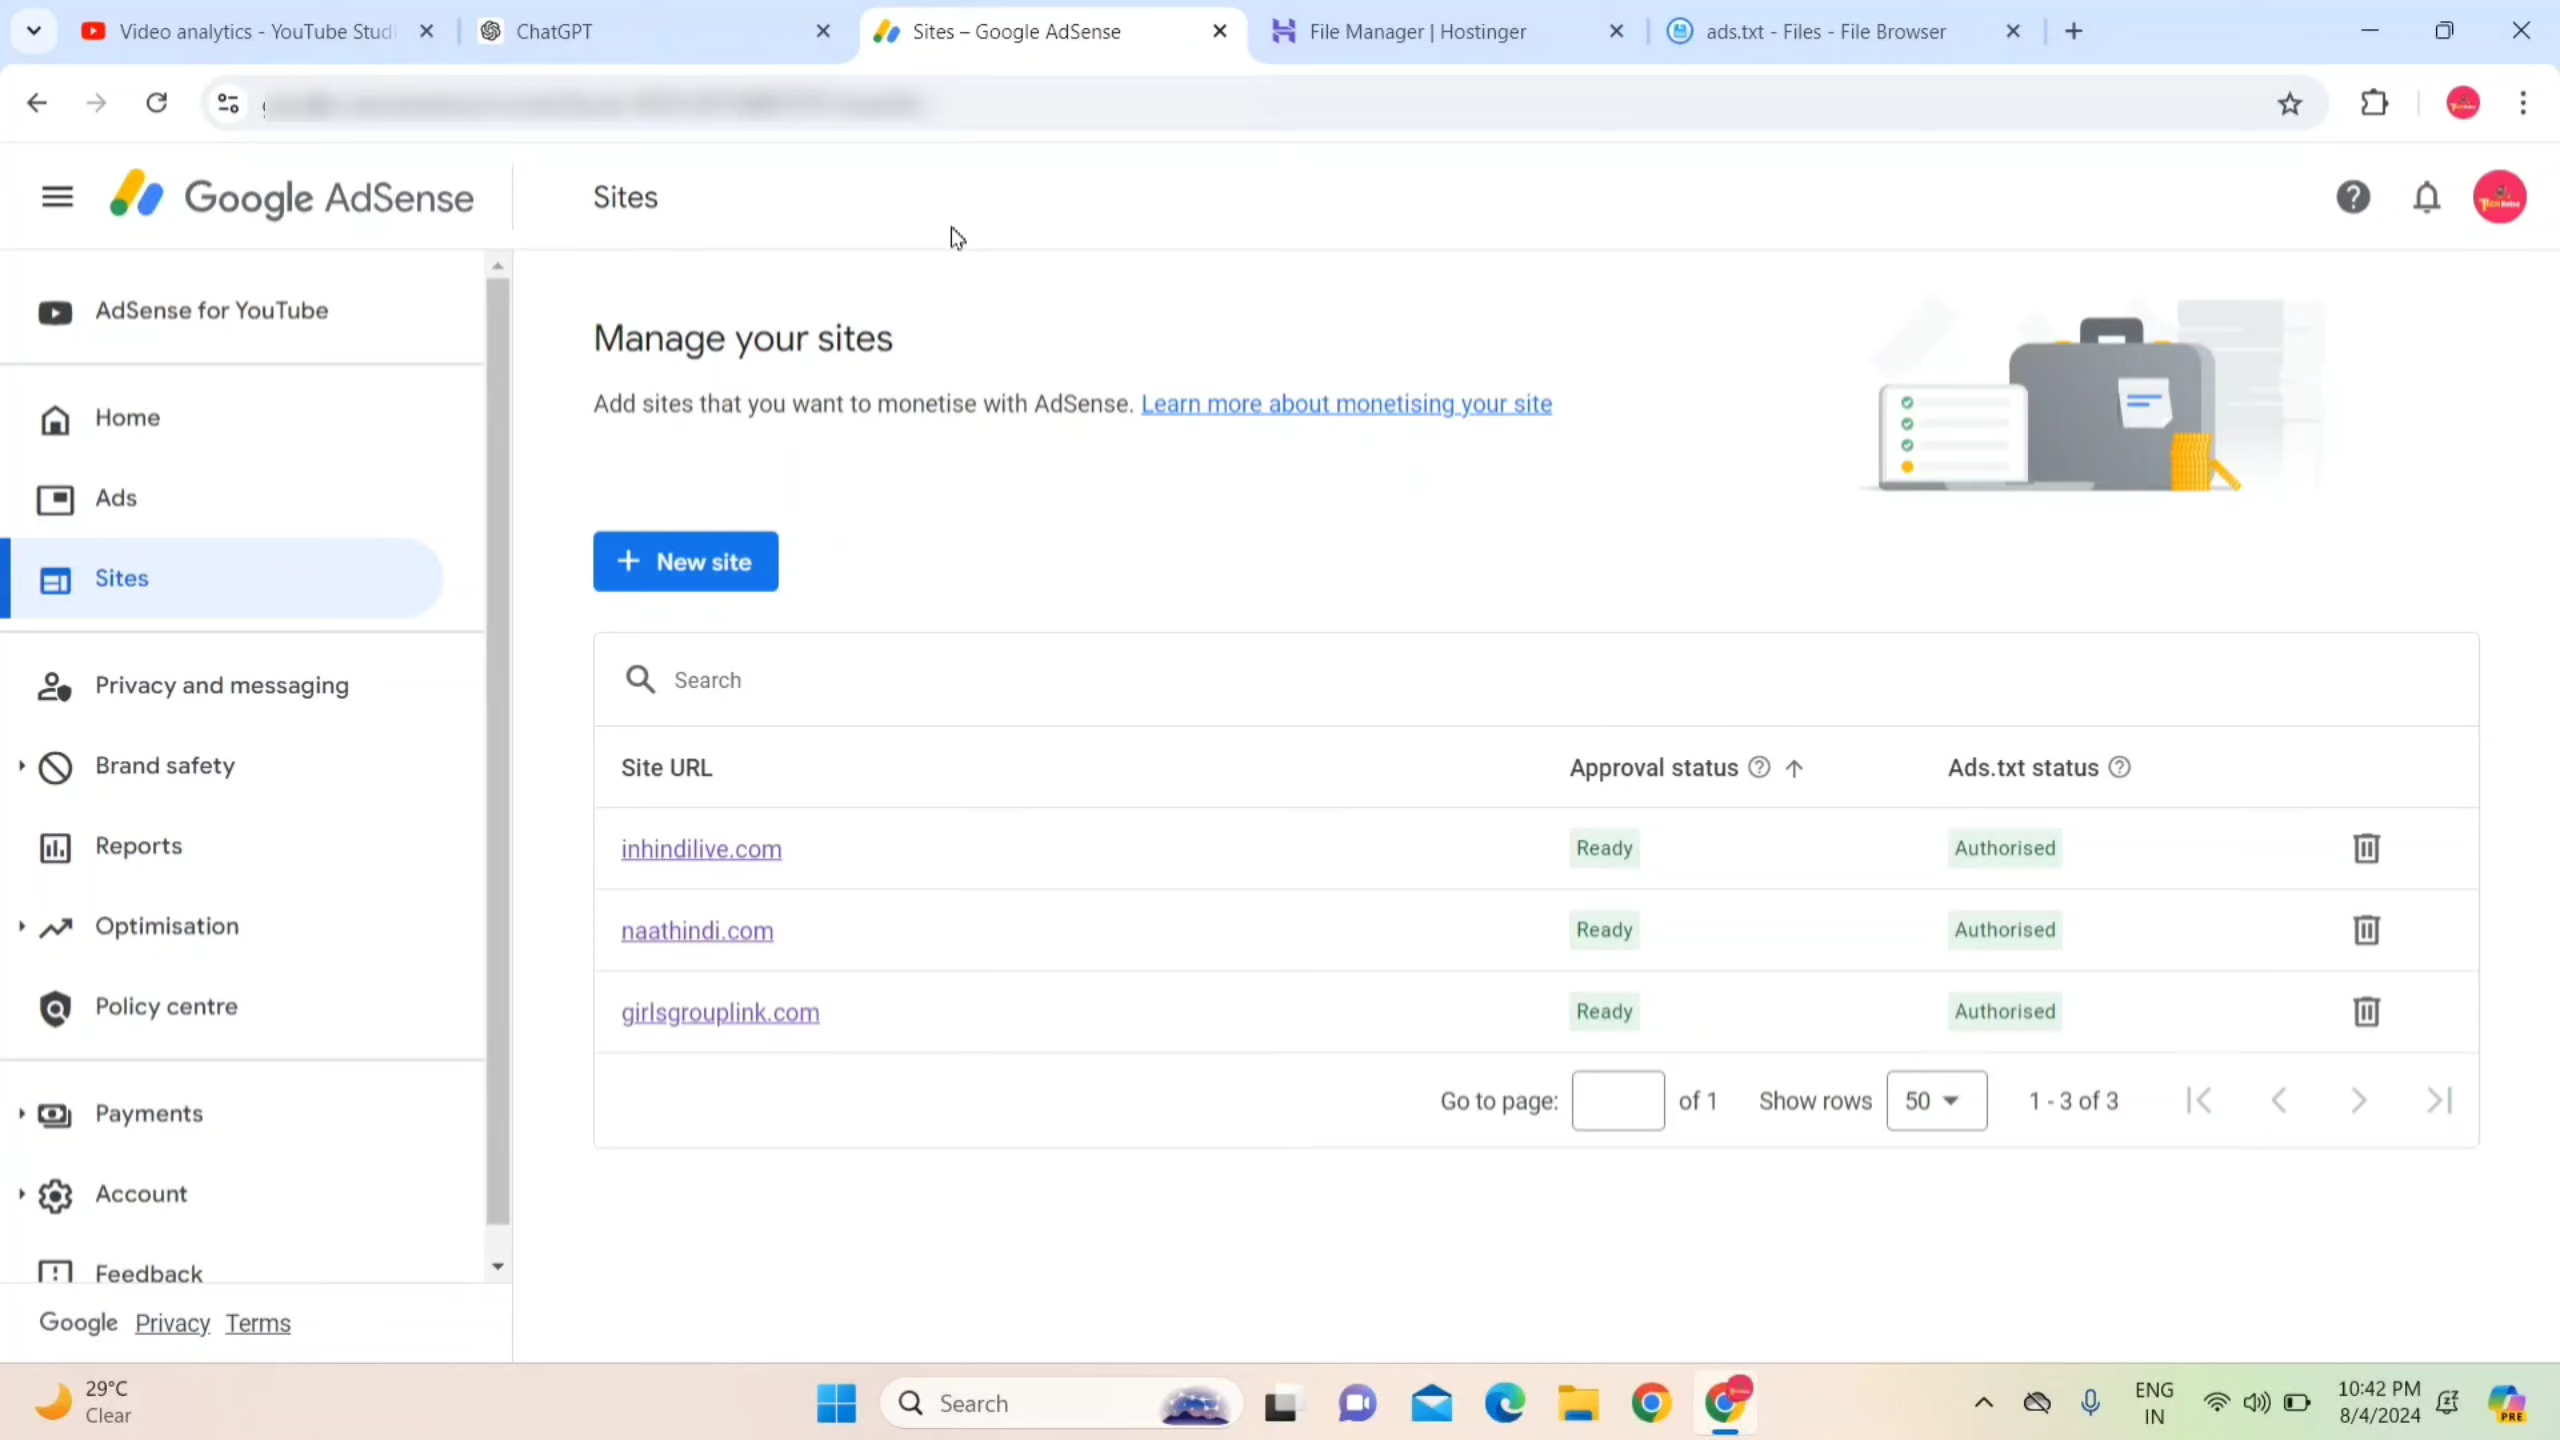 Video analytics - YouTube Studi
ChatGPT
Sites – Google AdSense
File Manager | Hostinger
ads.txt - Files - File Browser
Google AdSense
Sites
AdSense for YouTube
Home
Ads
Sites
Privacy and messaging
Brand safety
Reports
Optimisation
Policy centre
Payments
Account
Feedback
Google Privacy Terms
Manage your sites
Add sites that you want to monetise with AdSense. Learn more about monetising your site
+ New site
Search
Site URL Approval status Ads.txt status
inhindilive.com Ready Authorised
naathindi.com Ready Authorised
girlsgrouplink.com Ready Authorised
Go to page: of 1 Show rows 50 1 - 3 of 3
29°C
Clear
Search
ENG
IN
10:42 PM
8/4/2024
PRE